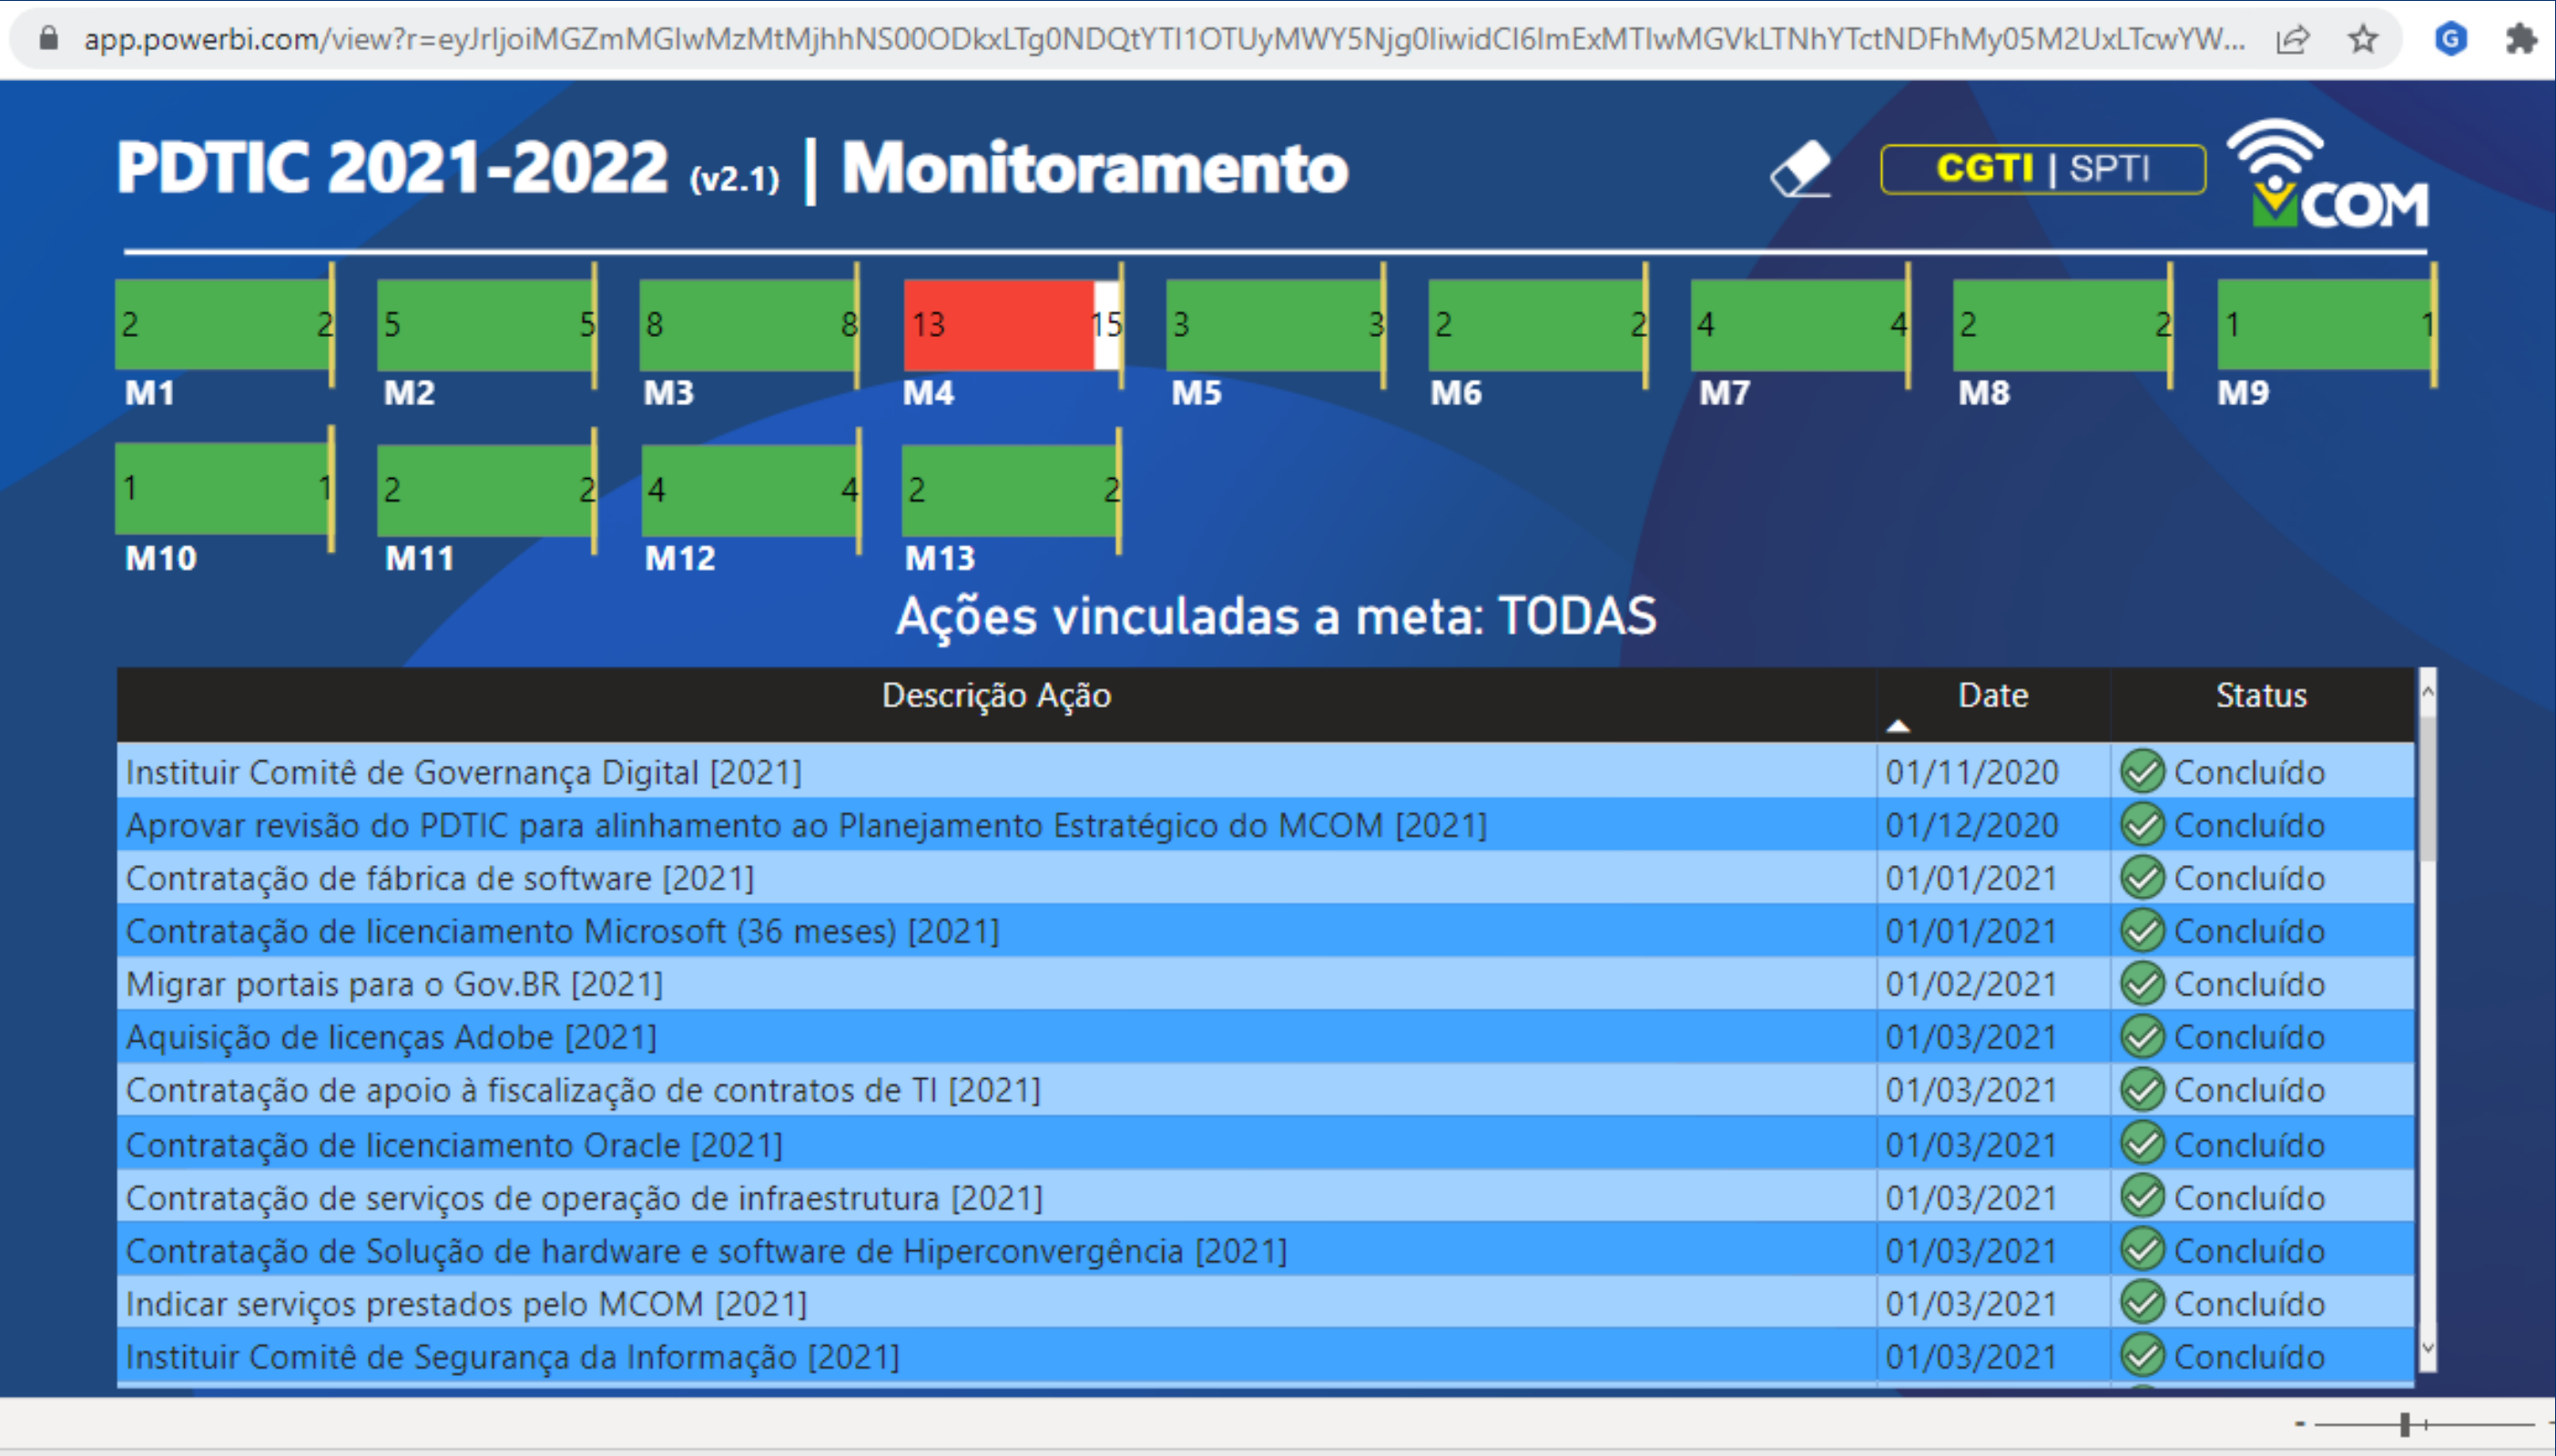 app.powerbi.com/view?r=eyJrIjoiMGZmMGIwMzMtMjhhNS00ODkxLTg0NDQtYTI1OTUyMWY5Njg0IiwidCI6ImExMTIwMGVkLTNhYTctNDFhMy05M2UxLTcwYW...
G
PDTIC 2021-2022 (v2.1) | Monitoramento
CGTI | SPTI
COM
2 2 5 5 8 8 13 15 3 3 2 2 4 4 2 2 1 1
M1 M2 M3 M4 M5 M6 M7 M8 M9
1 1 2 2 4 4 2 2
M10 M11 M12 M13
Ações vinculadas a meta: TODAS
Descrição Ação Date Status
Instituir Comitê de Governança Digital [2021] 01/11/2020 Concluído
Aprovar revisão do PDTIC para alinhamento ao Planejamento Estratégico do MCOM [2021] 01/12/2020 Concluído
Contratação de fábrica de software [2021] 01/01/2021 Concluído
Contratação de licenciamento Microsoft (36 meses) [2021] 01/01/2021 Concluído
Migrar portais para o Gov.BR [2021] 01/02/2021 Concluído
Aquisição de licenças Adobe [2021] 01/03/2021 Concluído
Contratação de apoio à fiscalização de contratos de TI [2021] 01/03/2021 Concluído
Contratação de licenciamento Oracle [2021] 01/03/2021 Concluído
Contratação de serviços de operação de infraestrutura [2021] 01/03/2021 Concluído
Contratação de Solução de hardware e software de Hiperconvergência [2021] 01/03/2021 Concluído
Indicar serviços prestados pelo MCOM [2021] 01/03/2021 Concluído
Instituir Comitê de Segurança da Informação [2021] 01/03/2021 Concluído